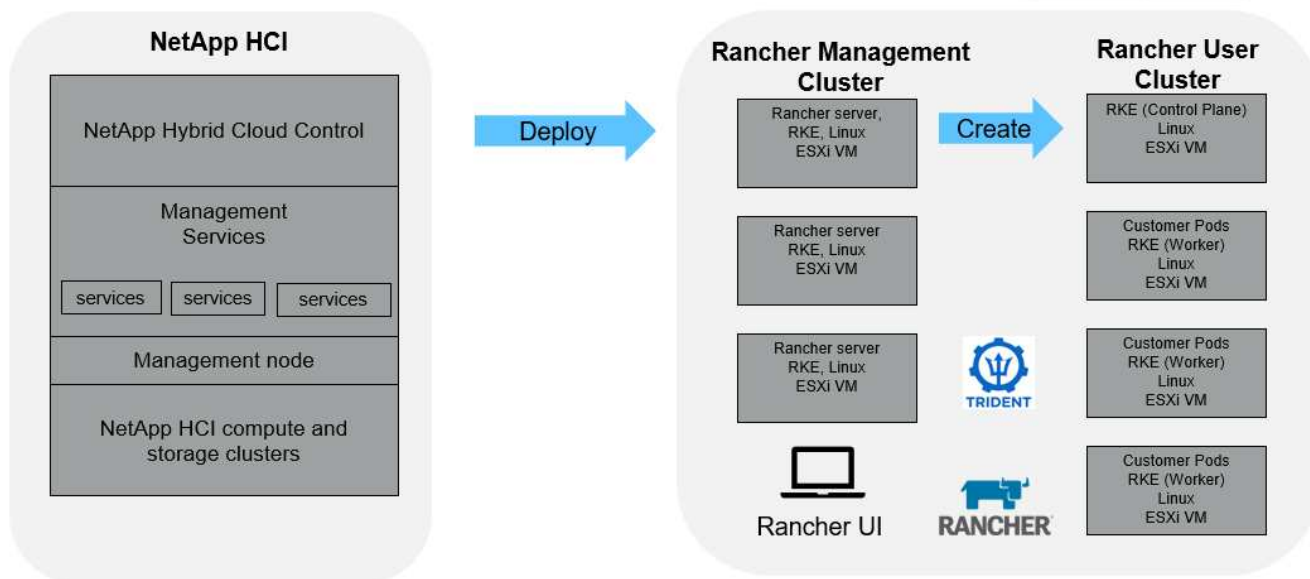 NetApp HCI
NetApp Hybrid Cloud Control
Management
Services
services
services
services
Management node
NetApp HCI compute and
storage clusters
Deploy
Rancher Management
Cluster
Rancher server,
RKE, Linux
ESXi VM
Rancher server
RKE, Linux
ESXi VM
Rancher server
RKE, Linux
ESXi VM
Rancher UI
Create
TRIDENT
RANCHER
Rancher User
Cluster
RKE (Control Plane)
Linux
ESXi VM
Customer Pods
RKE (Worker)
Linux
ESXi VM
Customer Pods
RKE (Worker)
Linux
ESXi VM
Customer Pods
RKE (Worker)
Linux
ESXi VM